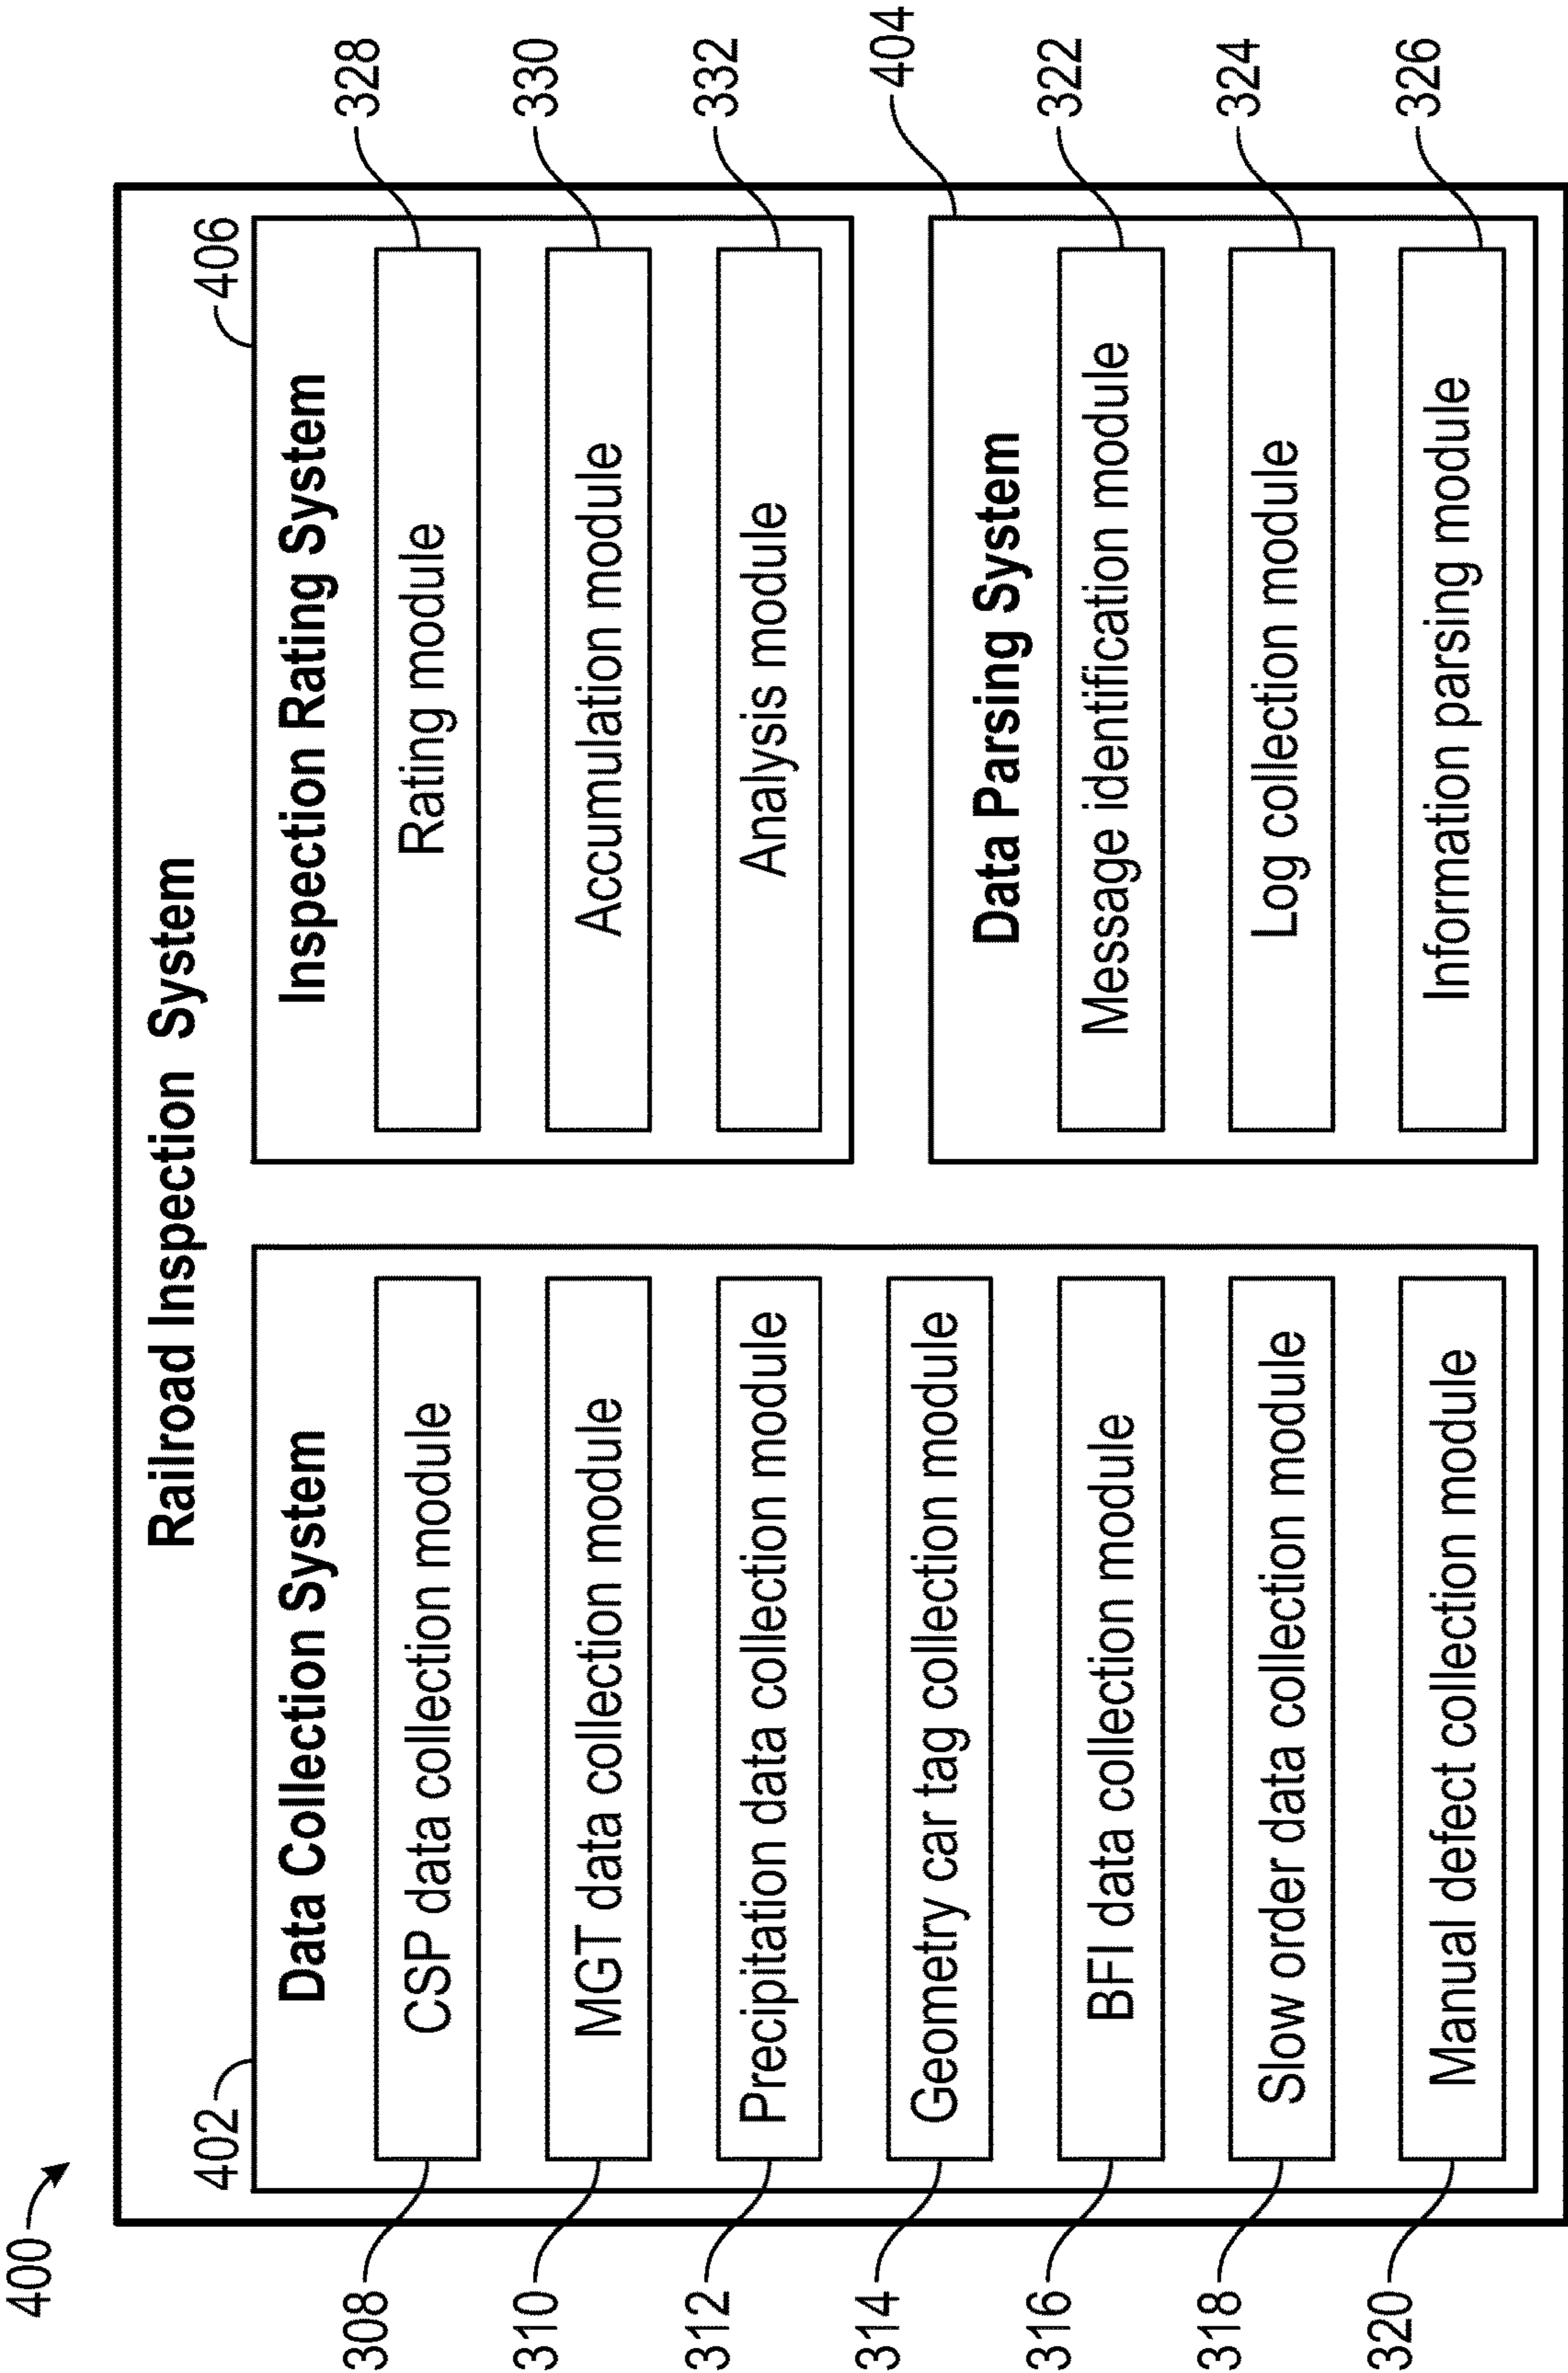 400
Railroad Inspection System
402
Data Collection System
308
CSP data collection module
310
MGT data collection module
312
Precipitation data collection module
314
Geometry car tag collection module
316
BFI data collection module
318
Slow order data collection module
320
Manual defect collection module
406
Inspection Rating System
Rating module
328
Accumulation module
330
Analysis module
332
404
Data Parsing System
Message identification module
322
Log collection module
324
Information parsing module
326